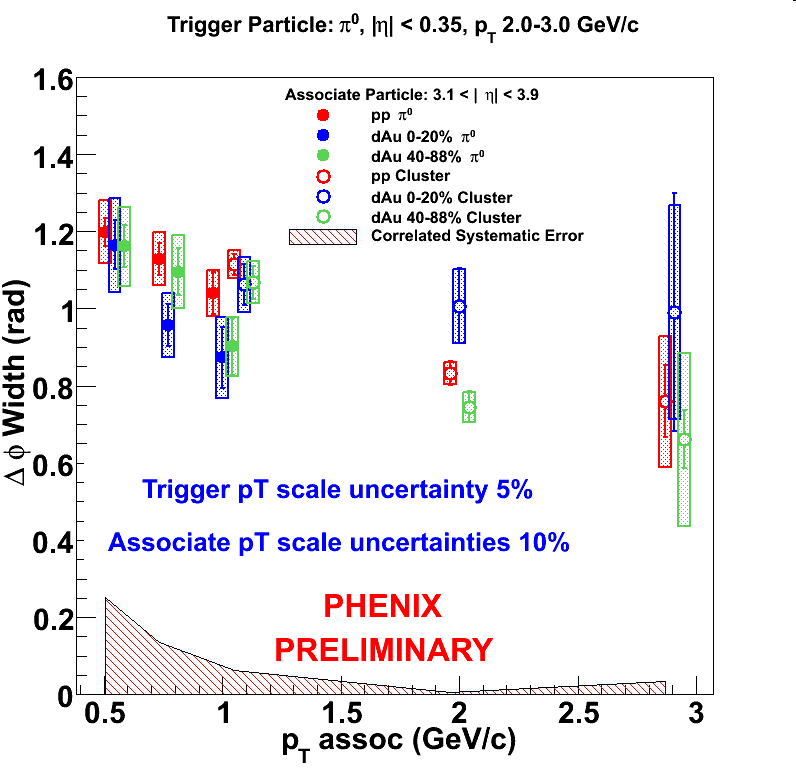 Trigger Particle: π⁰, |η| < 0.35, p_T 2.0-3.0 GeV/c
Associate Particle: 3.1 < | η| < 3.9
pp π⁰
dAu 0-20% π⁰
dAu 40-88% π⁰
pp Cluster
dAu 0-20% Cluster
dAu 40-88% Cluster
Correlated Systematic Error
Δ ϕ Width (rad)
1.6
1.4
1.2
1
0.8
0.6
0.4
0.2
0
Trigger pT scale uncertainty 5%
Associate pT scale uncertainties 10%
PHENIX
PRELIMINARY
0.5 1 1.5 2 2.5 3
p_T assoc (GeV/c)